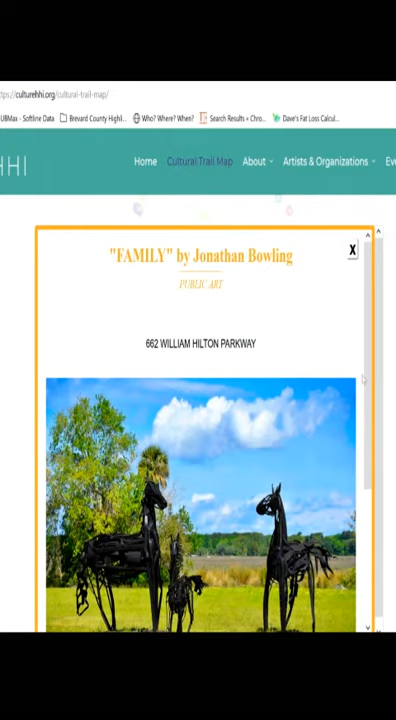 ttps://culturehhi.org/cultural-trail-map/
UBMax - Softline Data Brevard County Highl... Who? Where? When? Search Results « Chro... Dave's Fat Loss Calcul...
HHI Home Cultural Trail Map About Artists & Organizations Eve
"FAMILY" by Jonathan Bowling
X
PUBLIC ART
662 WILLIAM HILTON PARKWAY